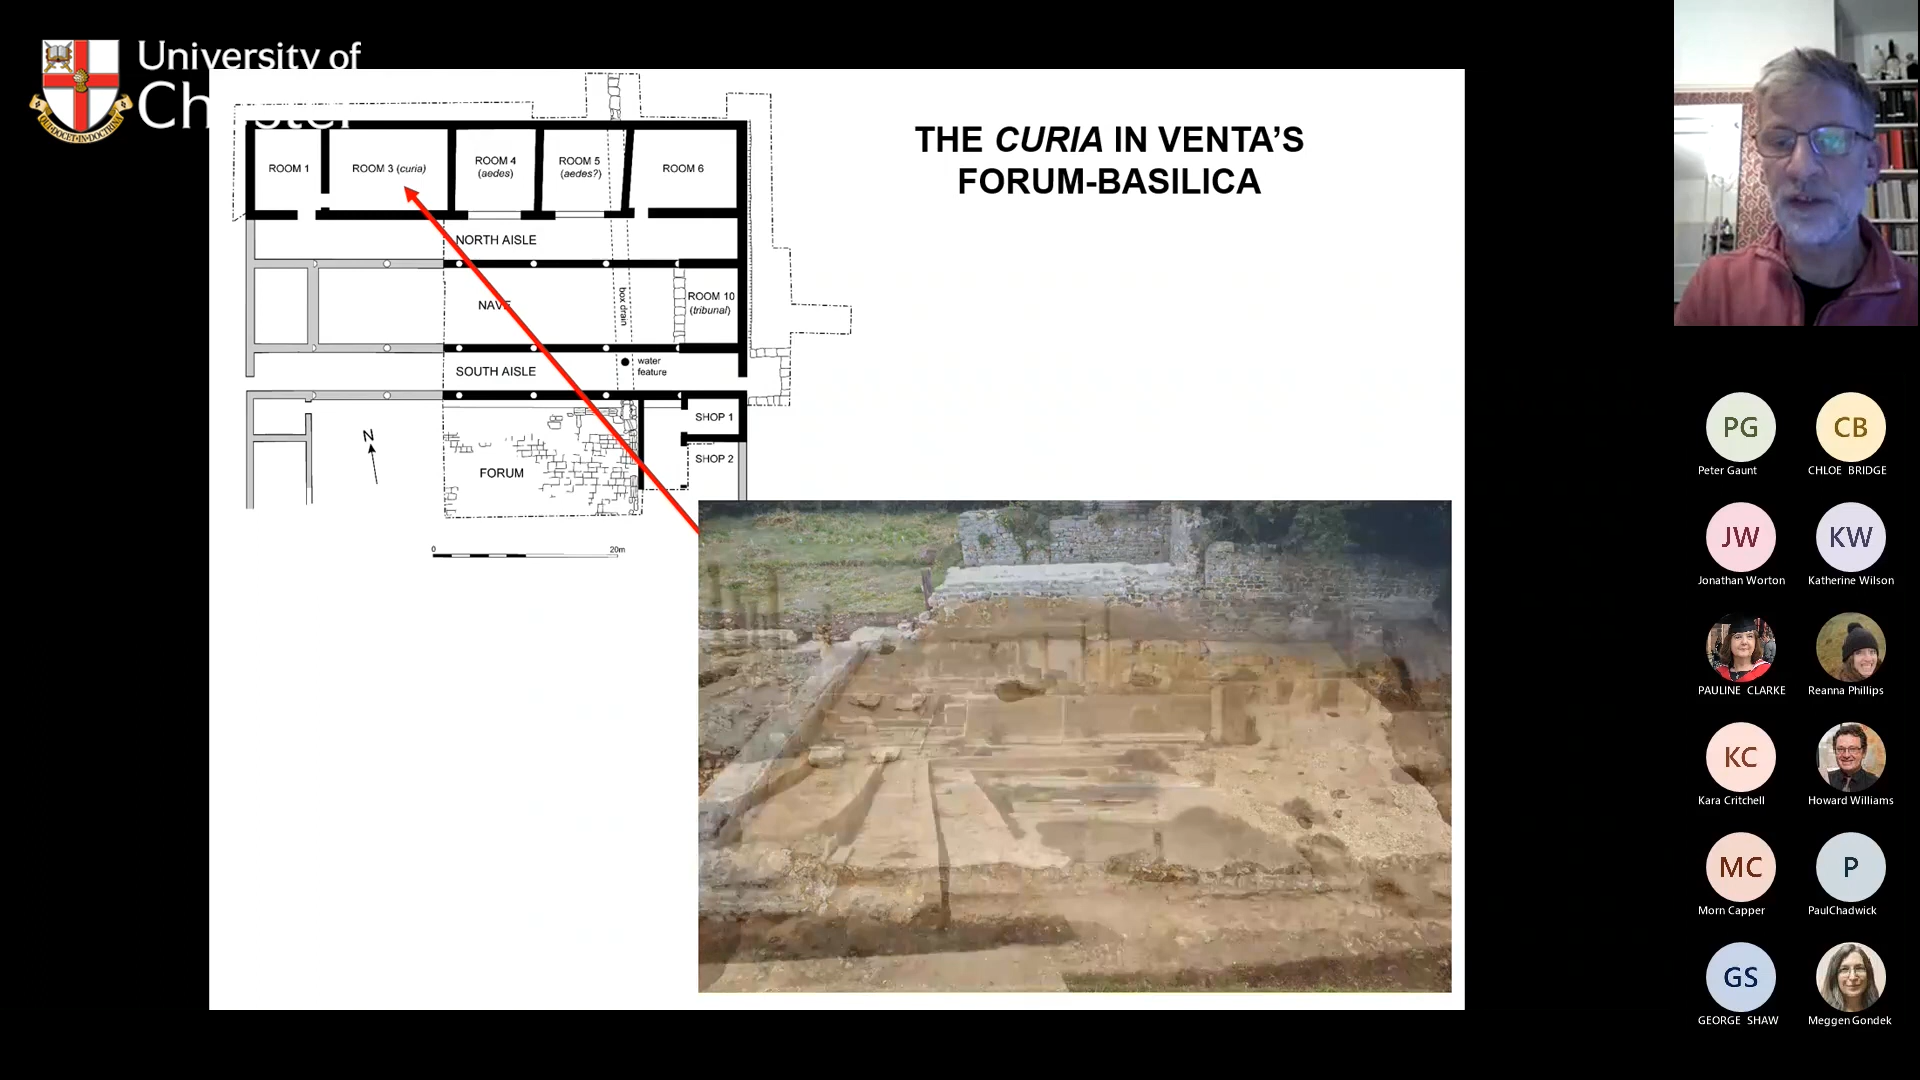 University of
Chester
THE CURIA IN VENTA'S
FORUM-BASILICA
ROOM 1
ROOM 3 (curia)
ROOM 4
(aedes)
ROOM 5
(aedes?)
ROOM 6
NORTH AISLE
NAVE
box drain
ROOM 10
(tribunal)
SOUTH AISLE
water
feature
SHOP 1
N
SHOP 2
FORUM
0
20m
PG
Peter Gaunt
CB
CHLOE BRIDGE
JW
Jonathan Worton
KW
Katherine Wilson
PAULINE CLARKE
Reanna Phillips
KC
Kara Critchell
Howard Williams
MC
Morn Capper
P
PaulChadwick
GS
GEORGE SHAW
Meggen Gondek